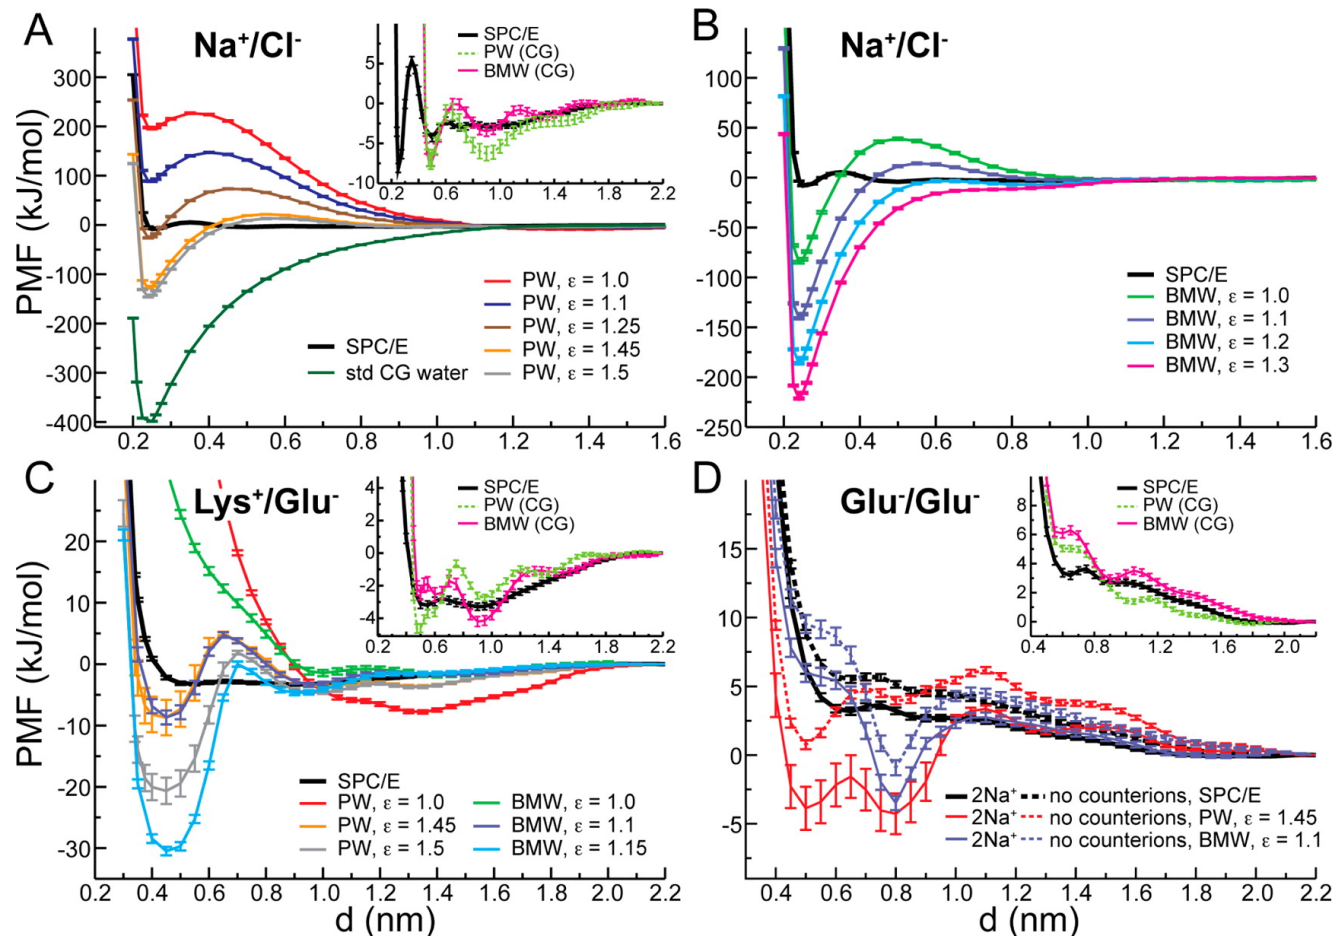 A
Na⁺/Cl⁻
PMF (kJ/mol)
300
200
100
0
-100
-200
-300
-400
0.2 0.4 0.6 0.8 1.0 1.2 1.4 1.6
SPC/E
std CG water
PW, ε = 1.0
PW, ε = 1.1
PW, ε = 1.25
PW, ε = 1.45
PW, ε = 1.5
SPC/E
PW (CG)
BMW (CG)
5
0
-5
-10
0.2 0.6 1.0 1.4 1.8 2.2
B
Na⁺/Cl⁻
100
50
0
-50
-100
-150
-200
-250
0.2 0.4 0.6 0.8 1.0 1.2 1.4 1.6
SPC/E
BMW, ε = 1.0
BMW, ε = 1.1
BMW, ε = 1.2
BMW, ε = 1.3
C
Lys⁺/Glu⁻
PMF (kJ/mol)
20
10
0
-10
-20
-30
0.2 0.6 1.0 1.4 1.8 2.2
d (nm)
SPC/E
PW, ε = 1.0
PW, ε = 1.45
PW, ε = 1.5
BMW, ε = 1.0
BMW, ε = 1.1
BMW, ε = 1.15
SPC/E
PW (CG)
BMW (CG)
4
2
0
-2
-4
-6
0.2 0.6 1.0 1.4 1.8 2.2
D
Glu⁻/Glu⁻
15
10
5
0
-5
0.4 0.6 0.8 1.0 1.2 1.4 1.6 1.8 2.0 2.2
d (nm)
2Na⁺ no counterions, SPC/E
2Na⁺ no counterions, PW, ε = 1.45
2Na⁺ no counterions, BMW, ε = 1.1
SPC/E
PW (CG)
BMW (CG)
8
6
4
2
0
0.4 0.8 1.2 1.6 2.0